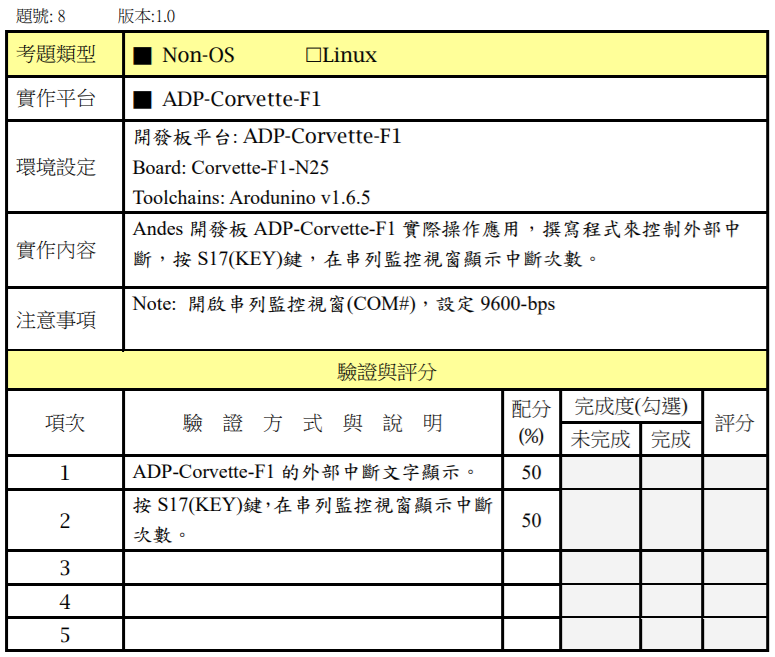 題號: 8 版本:1.0
考題類型 ■ Non-OS □Linux
實作平台 ■ ADP-Corvette-F1
環境設定
開發板平台: ADP-Corvette-F1
Board: Corvette-F1-N25
Toolchains: Arodunino v1.6.5
實作內容
Andes 開發板 ADP-Corvette-F1 實際操作應用，撰寫程式來控制外部中
斷，按 S17(KEY)鍵，在串列監控視窗顯示中斷次數。
注意事項
Note: 開啟串列監控視窗(COM#)，設定 9600-bps
驗證與評分
項次 驗 證 方 式 與 說 明 配分 (%) 完成度(勾選) 評分
未完成 完成
1 ADP-Corvette-F1 的外部中斷文字顯示。 50
2 按 S17(KEY)鍵，在串列監控視窗顯示中斷
次數。 50
3
4
5